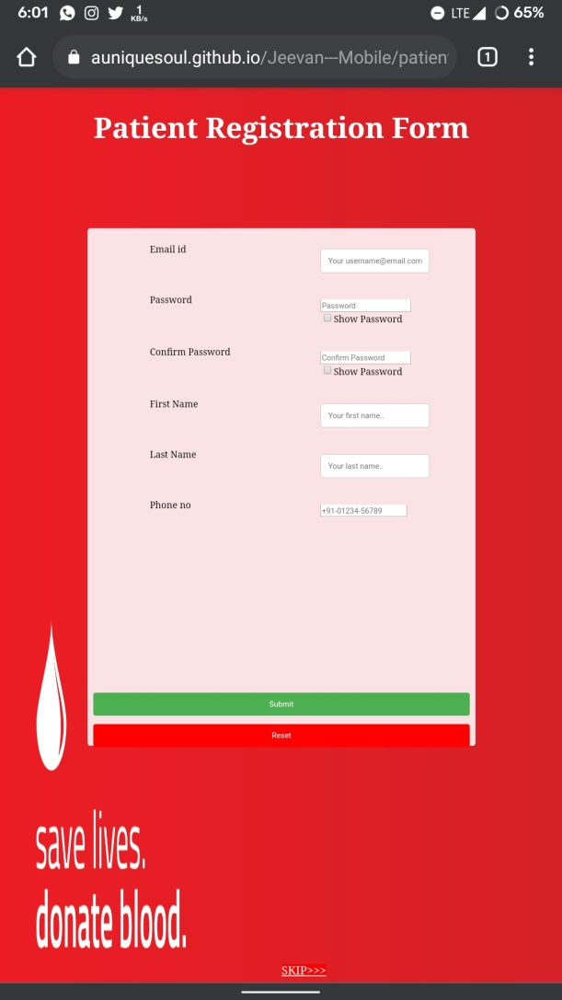 6:01 1 KB/s LTE 65%
auniquesoul.github.io/Jeevan---Mobile/patien 1
Patient Registration Form
Email id
Your username@email.com
Password
Password
Show Password
Confirm Password
Confirm Password
Show Password
First Name
Your first name..
Last Name
Your last name..
Phone no
+91-01234-56789
Submit
Reset
save lives.
donate blood.
SKIP>>>